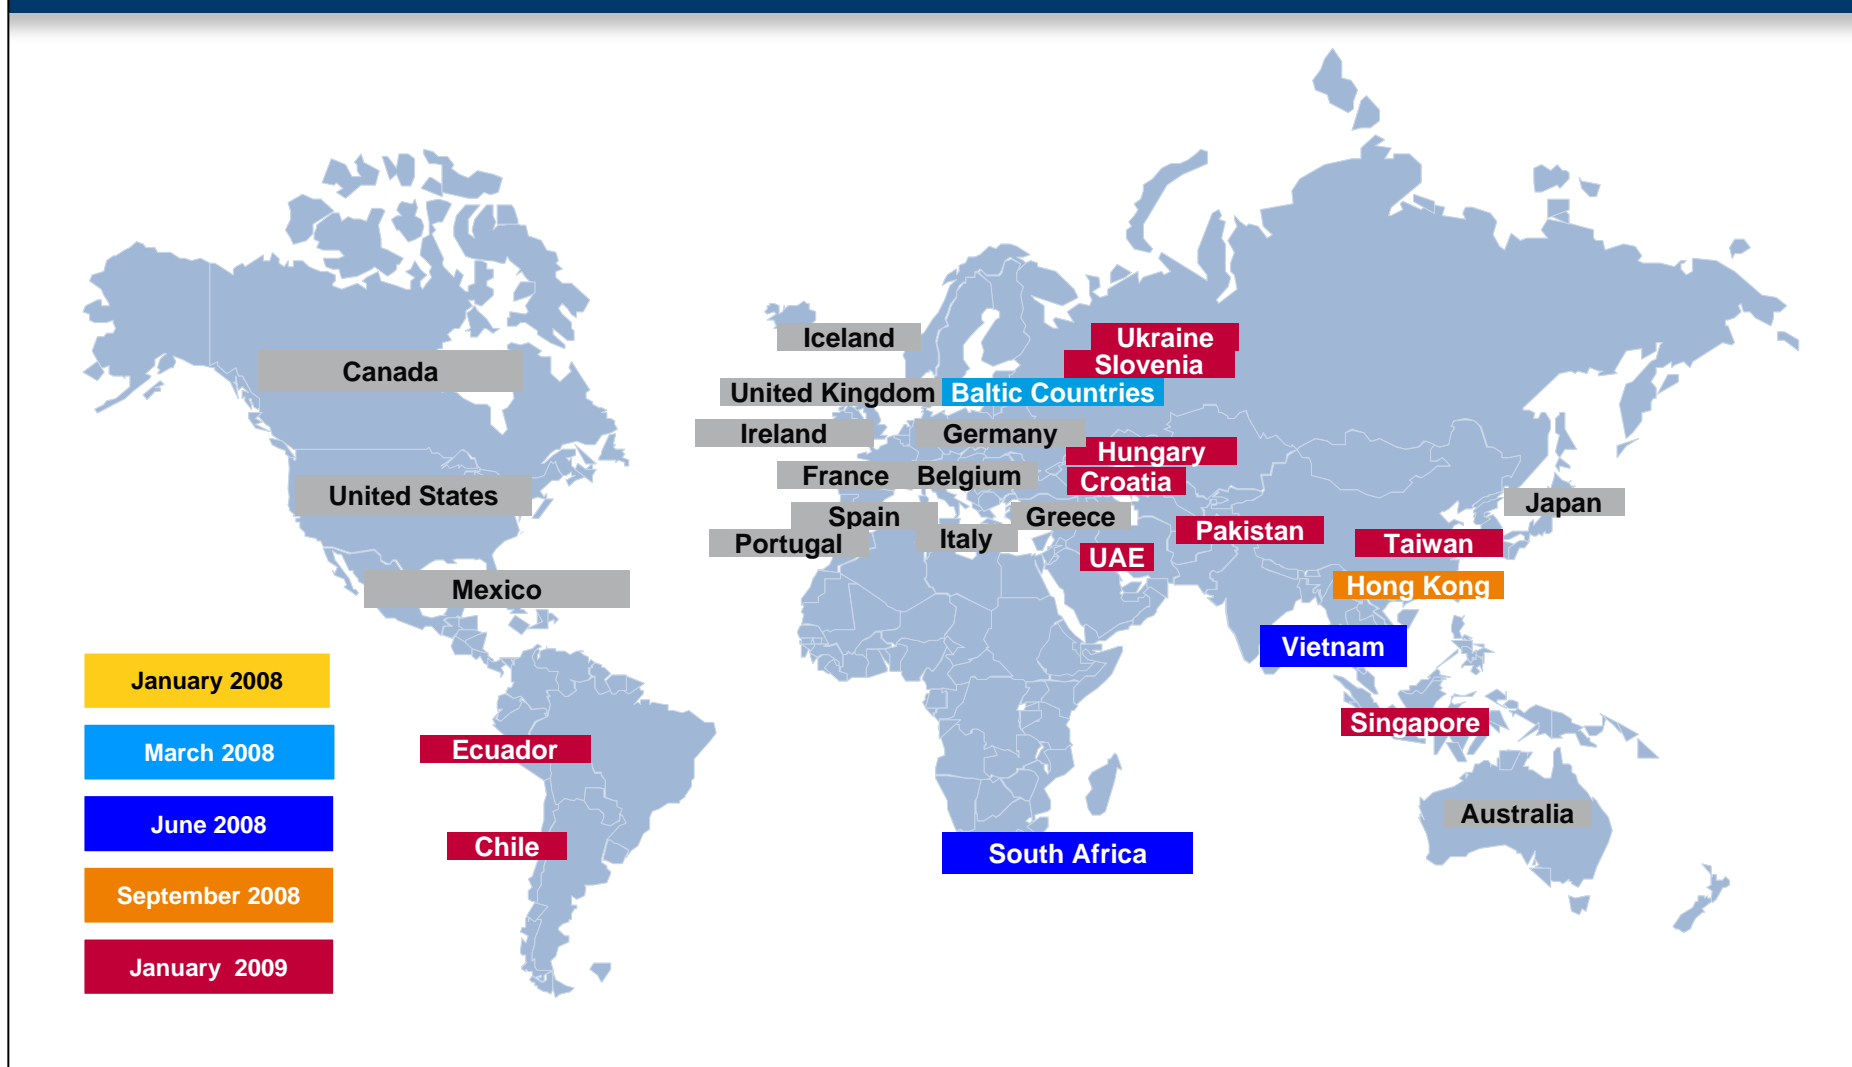 Iceland
Ukraine
Slovenia
Canada
United Kingdom
Baltic Countries
Ireland
Germany
Hungary
France
Belgium
Croatia
United States
Japan
Spain
Greece
Pakistan
Portugal
Italy
Taiwan
UAE
Mexico
Hong Kong
Vietnam
January 2008
Singapore
March 2008
Ecuador
Australia
June 2008
Chile
South Africa
September 2008
January 2009